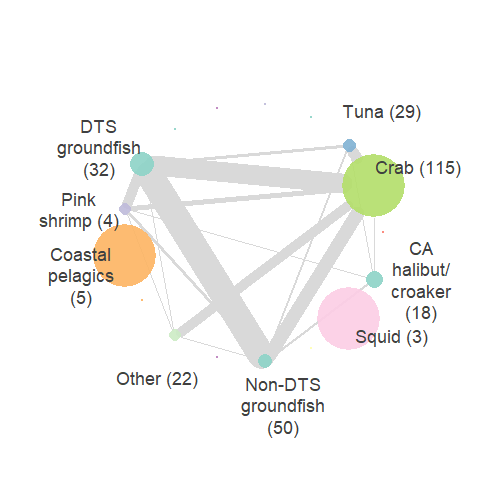 Tuna (29)
DTS
groundfish
(32)
Crab (115)
Pink
shrimp (4)
Coastal
pelagics
(5)
CA
halibut/
croaker
(18)
Squid (3)
Other (22)
Non-DTS
groundfish
(50)